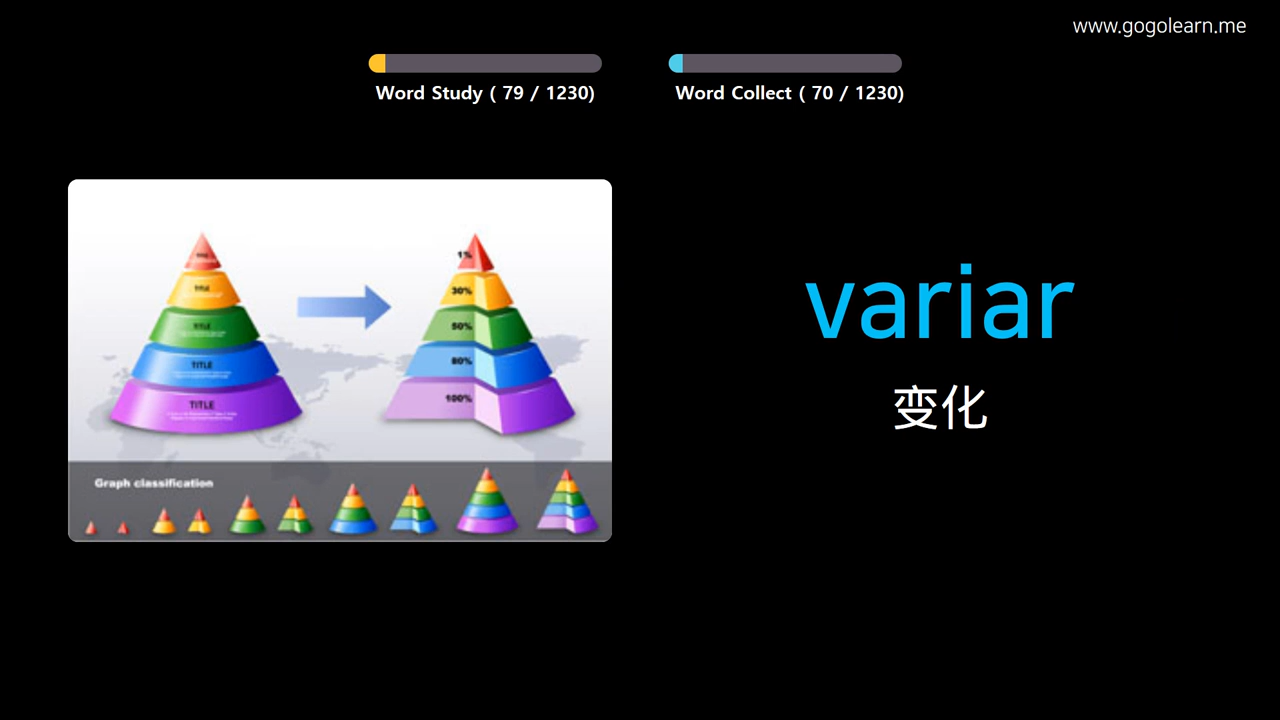 www.gogolearn.me
Word Study ( 79 / 1230)
Word Collect ( 70 / 1230)
variar
变化
TITLE
TITLE
TITLE
TITLE
1%
30%
50%
80%
100%
Graph classification